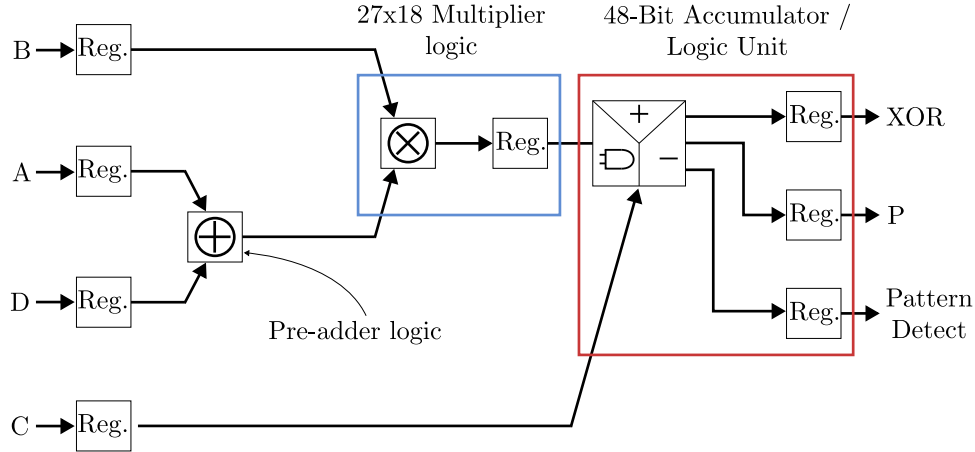 27x18 Multiplier
logic
48-Bit Accumulator /
Logic Unit
B
Reg.
A
Reg.
D
Reg.
C
Reg.
Pre-adder logic
Reg.
+
−
Reg.
XOR
Reg.
P
Reg.
Pattern
Detect